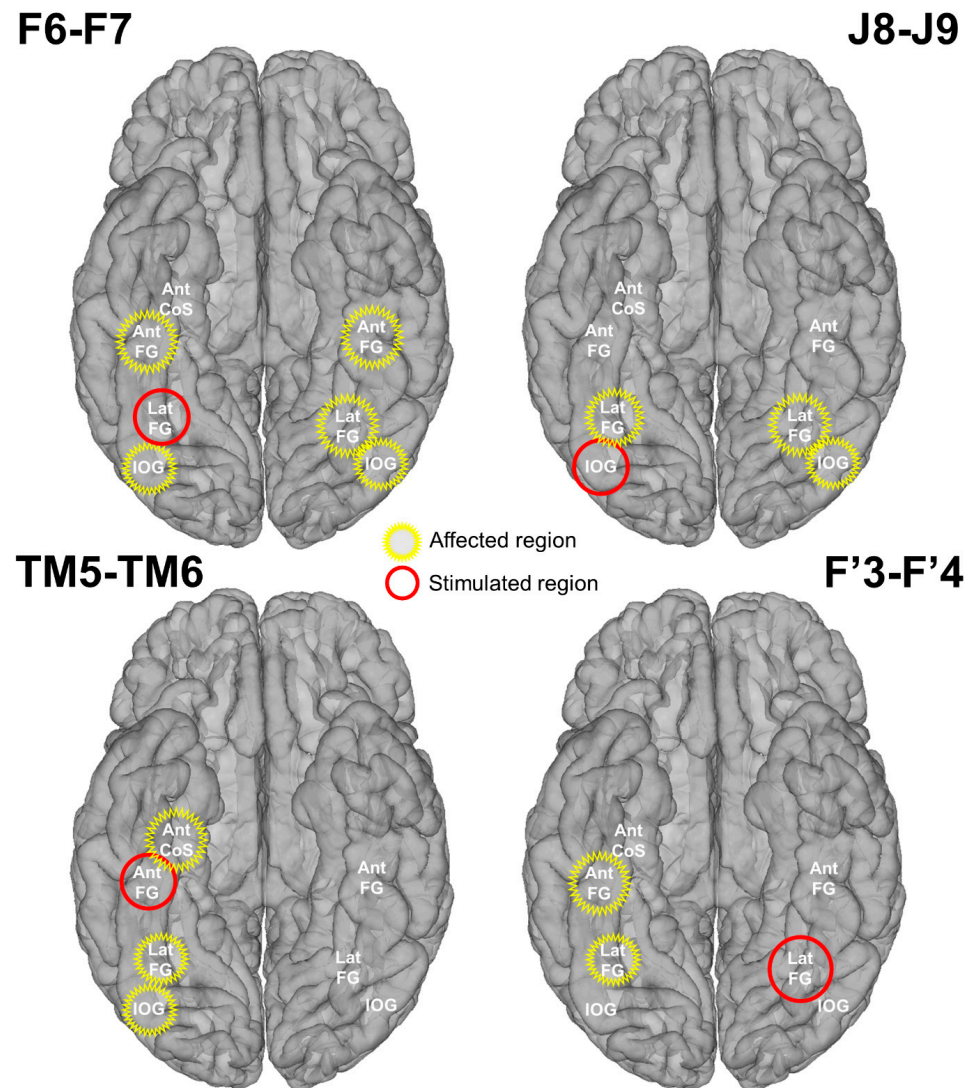 F6-F7
J8-J9
Ant
CoS
Ant
FG
Lat
FG
IOG
Ant
FG
Lat
FG
IOG
Ant
CoS
Ant
FG
Lat
FG
IOG
Ant
FG
Lat
FG
IOG
Affected region
Stimulated region
TM5-TM6
F’3-F’4
Ant
CoS
Ant
FG
Lat
FG
IOG
Ant
FG
Lat
FG
IOG
Ant
CoS
Ant
FG
Lat
FG
IOG
Ant
FG
Lat
FG
IOG